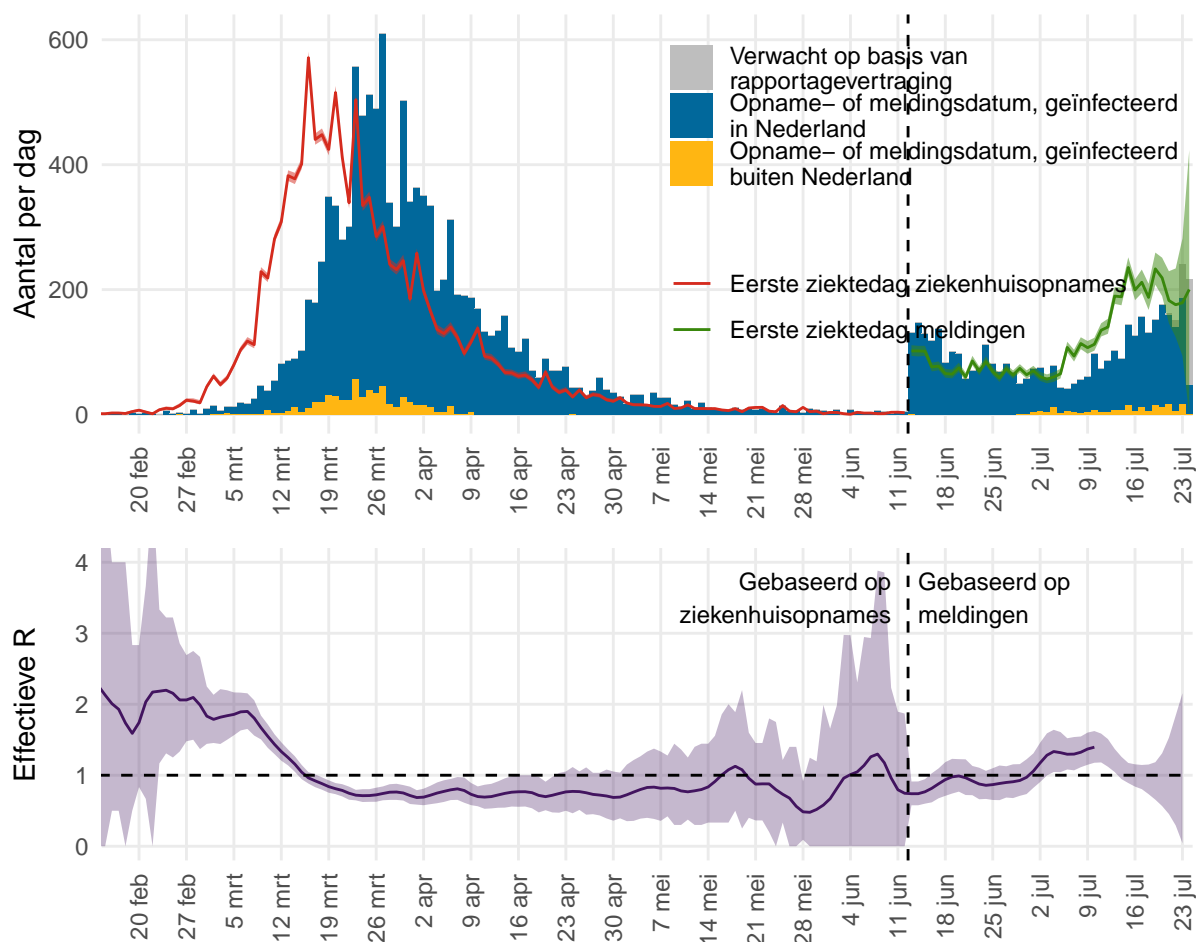 600
400
200
0
Aantal per dag
Verwacht op basis van
rapportagevertraging
Opname– of meldingsdatum, geïnfecteerd
in Nederland
Opname– of meldingsdatum, geïnfecteerd
buiten Nederland
Eerste ziektedag ziekenhuisopnames
Eerste ziektedag meldingen
20 feb
27 feb
5 mrt
12 mrt
19 mrt
26 mrt
2 apr
9 apr
16 apr
23 apr
30 apr
7 mei
14 mei
21 mei
28 mei
4 jun
11 jun
18 jun
25 jun
2 jul
9 jul
16 jul
23 jul
4
3
2
1
0
Effectieve R
Gebaseerd op
ziekenhuisopnames
Gebaseerd op
meldingen
20 feb
27 feb
5 mrt
12 mrt
19 mrt
26 mrt
2 apr
9 apr
16 apr
23 apr
30 apr
7 mei
14 mei
21 mei
28 mei
4 jun
11 jun
18 jun
25 jun
2 jul
9 jul
16 jul
23 jul